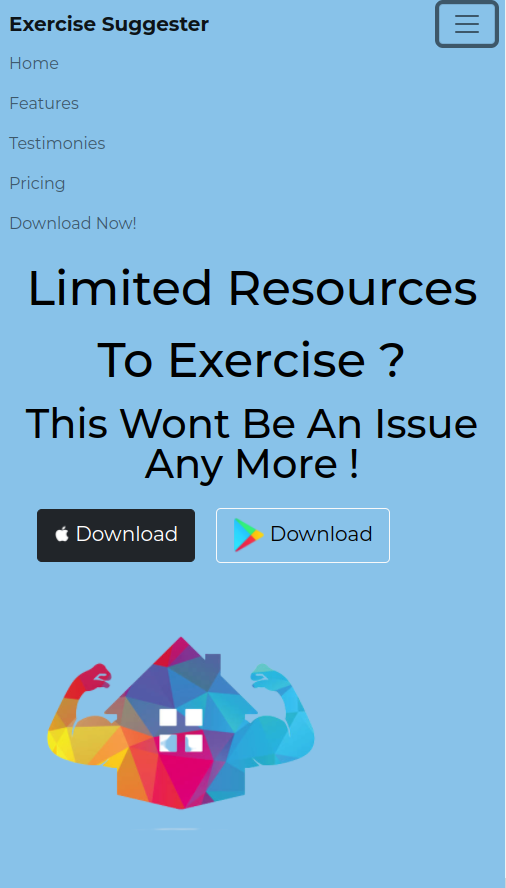 Exercise Suggester
Home
Features
Testimonies
Pricing
Download Now!
Limited Resources
To Exercise ?
This Wont Be An Issue
Any More !
Download
Download